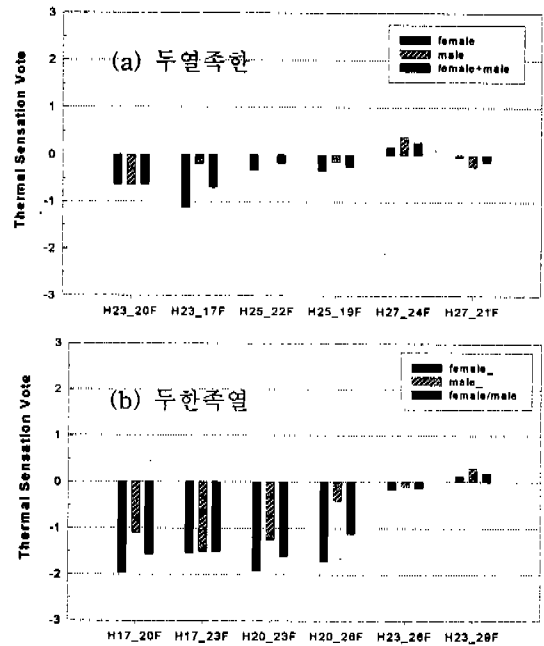 3
2
1
0
-1
-2
-3
Thermal Sensation Vote
(a) 두열족한
female
male
female+male
H23_20F H23_17F H25_22F H25_19F H27_24F H27_21F
3
2
1
0
-1
-2
-3
Thermal Sensation Vote
(b) 두한족열
female_
male_
female/male
H17_20F H17_23F H20_23F H20_26F H23_26F H23_29F